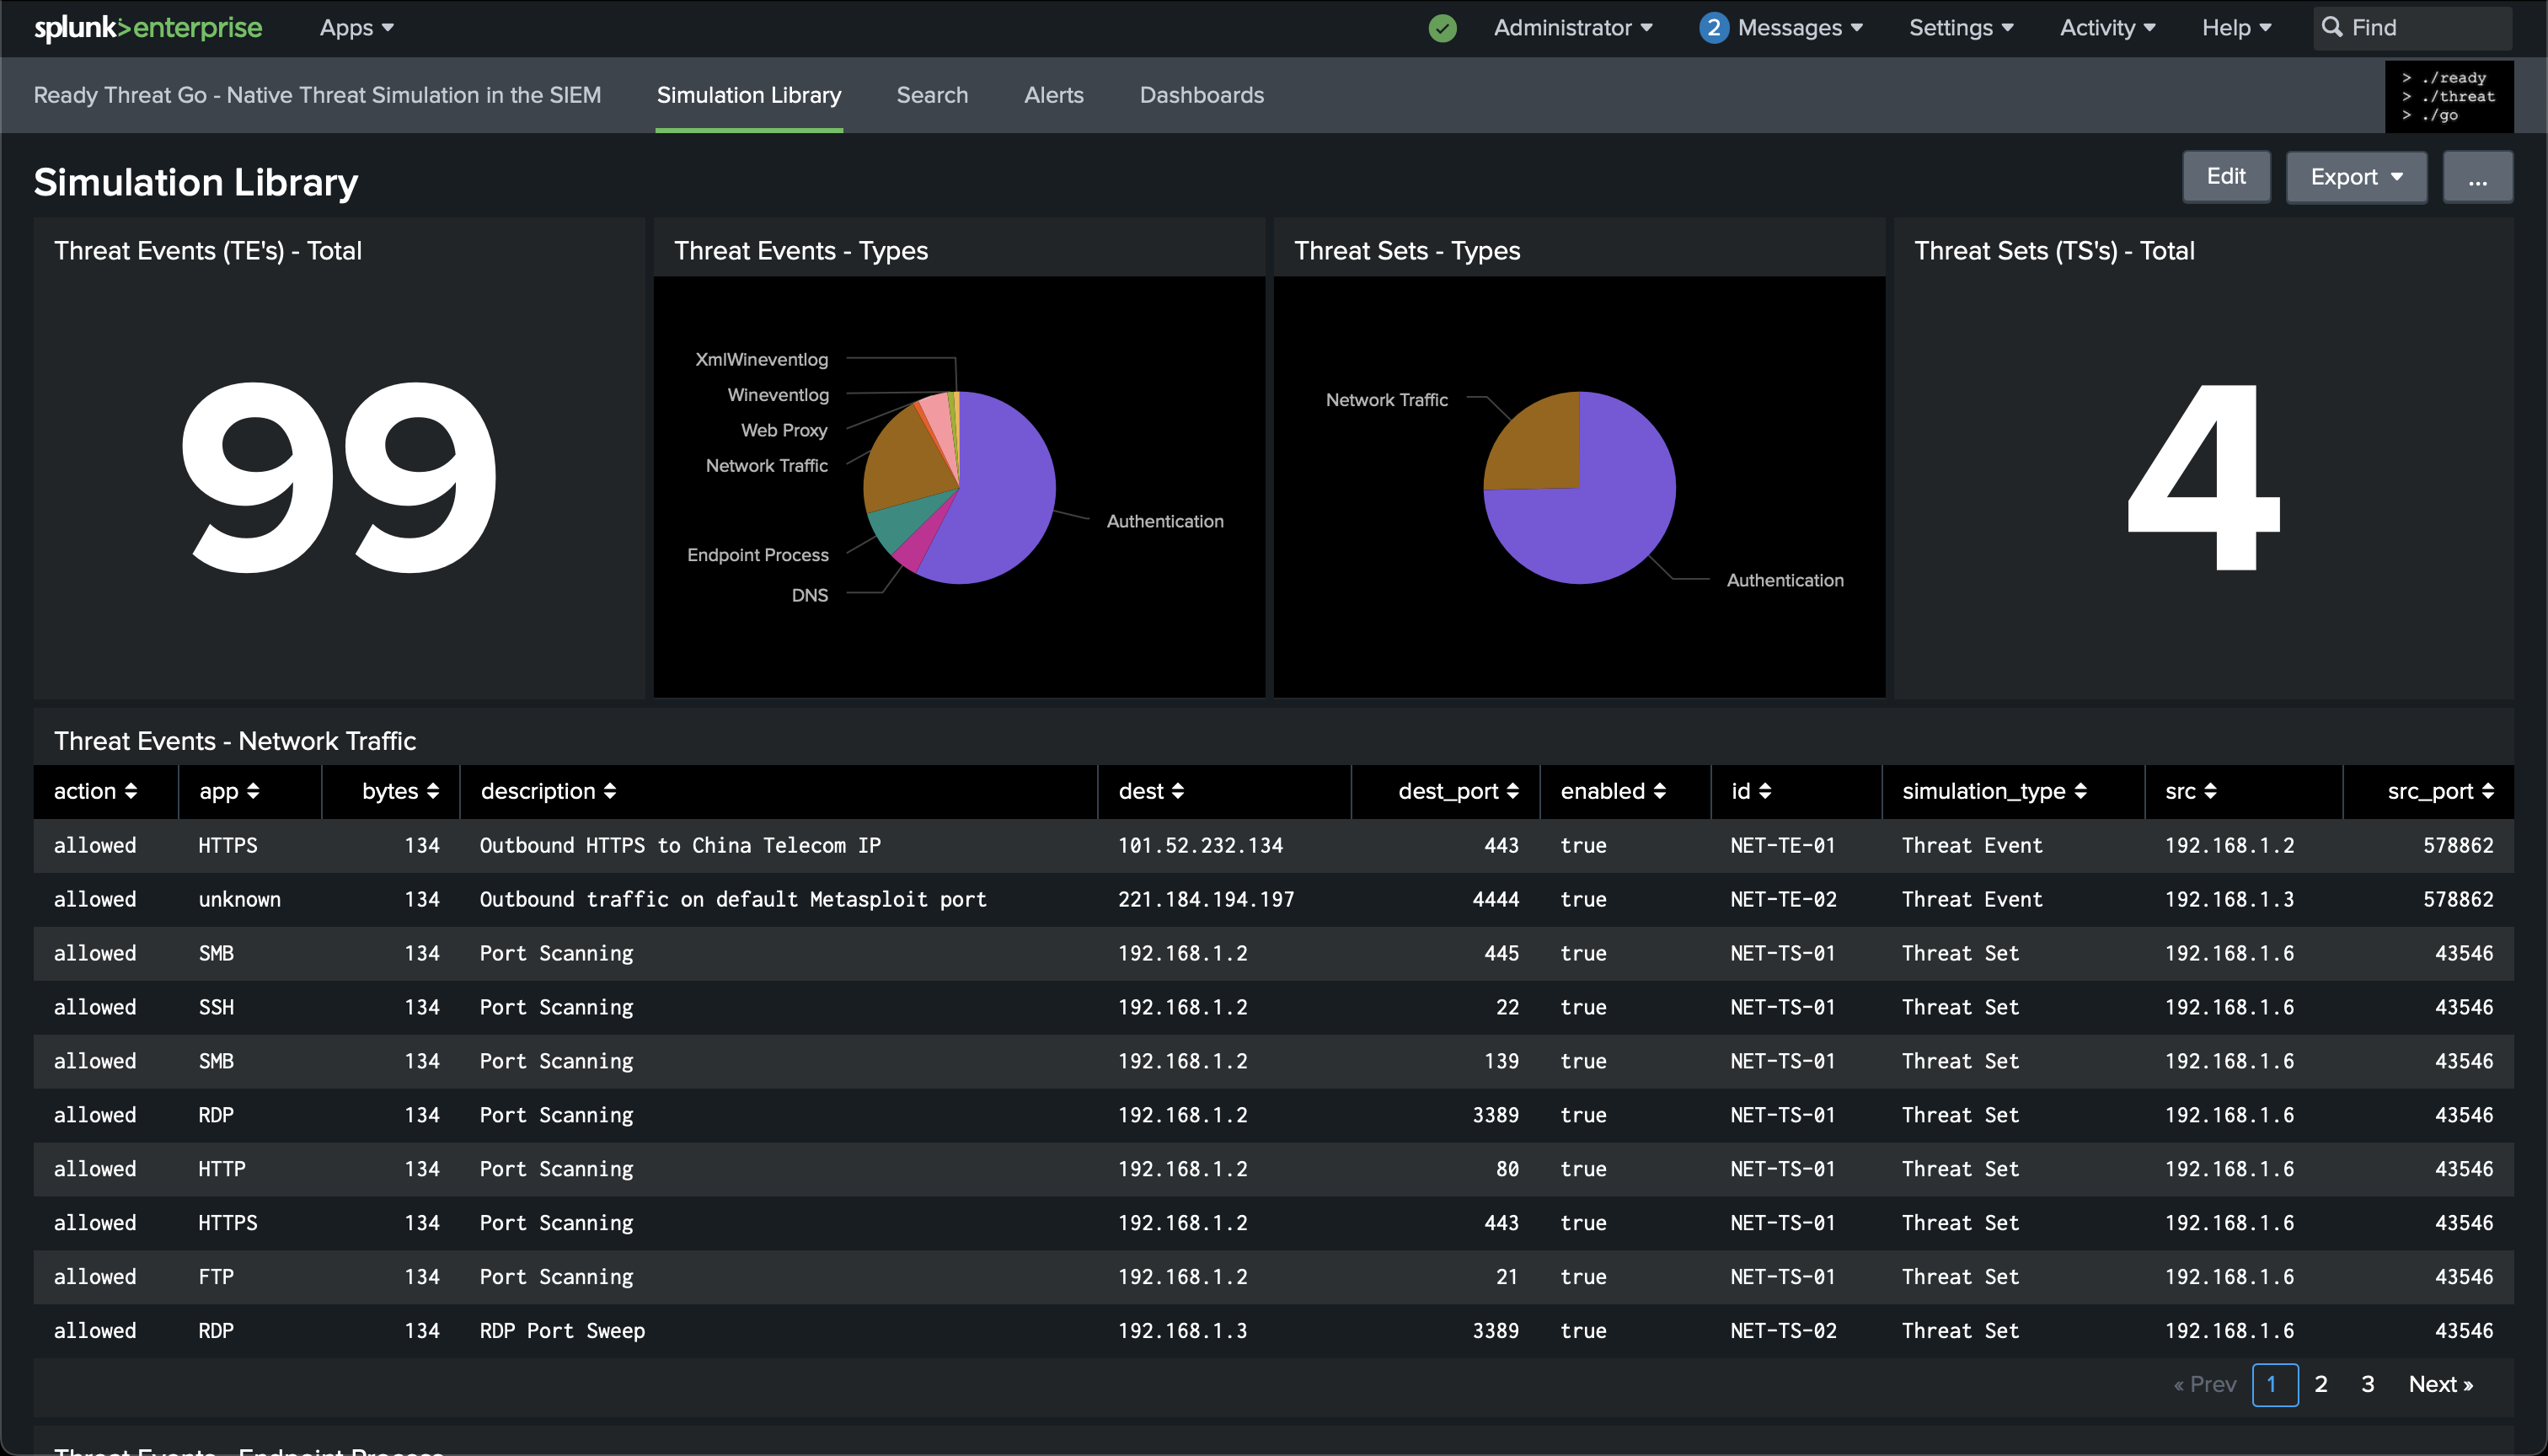 splunk>enterprise Apps Administrator 2 Messages Settings Activity Help Find
Ready Threat Go - Native Threat Simulation in the SIEM Simulation Library Search Alerts Dashboards
> ./ready
> ./threat
> ./go
Simulation Library Edit Export ...
Threat Events (TE's) - Total
99
Threat Events - Types
XmlWineventlog
Wineventlog
Web Proxy
Network Traffic
Endpoint Process
DNS
Authentication
Threat Sets - Types
Network Traffic
Authentication
Threat Sets (TS's) - Total
4
Threat Events - Network Traffic
action app bytes description dest dest_port enabled id simulation_type src src_port
allowed HTTPS 134 Outbound HTTPS to China Telecom IP 101.52.232.134 443 true NET-TE-01 Threat Event 192.168.1.2 578862
allowed unknown 134 Outbound traffic on default Metasploit port 221.184.194.197 4444 true NET-TE-02 Threat Event 192.168.1.3 578862
allowed SMB 134 Port Scanning 192.168.1.2 445 true NET-TS-01 Threat Set 192.168.1.6 43546
allowed SSH 134 Port Scanning 192.168.1.2 22 true NET-TS-01 Threat Set 192.168.1.6 43546
allowed SMB 134 Port Scanning 192.168.1.2 139 true NET-TS-01 Threat Set 192.168.1.6 43546
allowed RDP 134 Port Scanning 192.168.1.2 3389 true NET-TS-01 Threat Set 192.168.1.6 43546
allowed HTTP 134 Port Scanning 192.168.1.2 80 true NET-TS-01 Threat Set 192.168.1.6 43546
allowed HTTPS 134 Port Scanning 192.168.1.2 443 true NET-TS-01 Threat Set 192.168.1.6 43546
allowed FTP 134 Port Scanning 192.168.1.2 21 true NET-TS-01 Threat Set 192.168.1.6 43546
allowed RDP 134 RDP Port Sweep 192.168.1.3 3389 true NET-TS-02 Threat Set 192.168.1.6 43546
« Prev 1 2 3 Next »
Threat Events - Endpoint Process